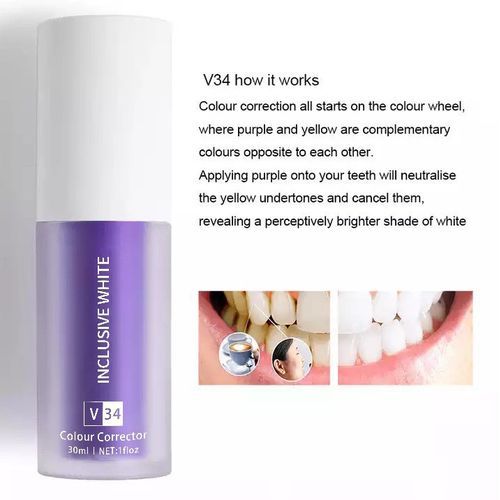 V34 how it works
Colour correction all starts on the colour wheel,
where purple and yellow are complementary
colours opposite to each other.
Applying purple onto your teeth will neutralise
the yellow undertones and cancel them,
revealing a perceptively brighter shade of white
INCLUSIVE WHITE
V 34
Colour Corrector
30ml | NET:1floz